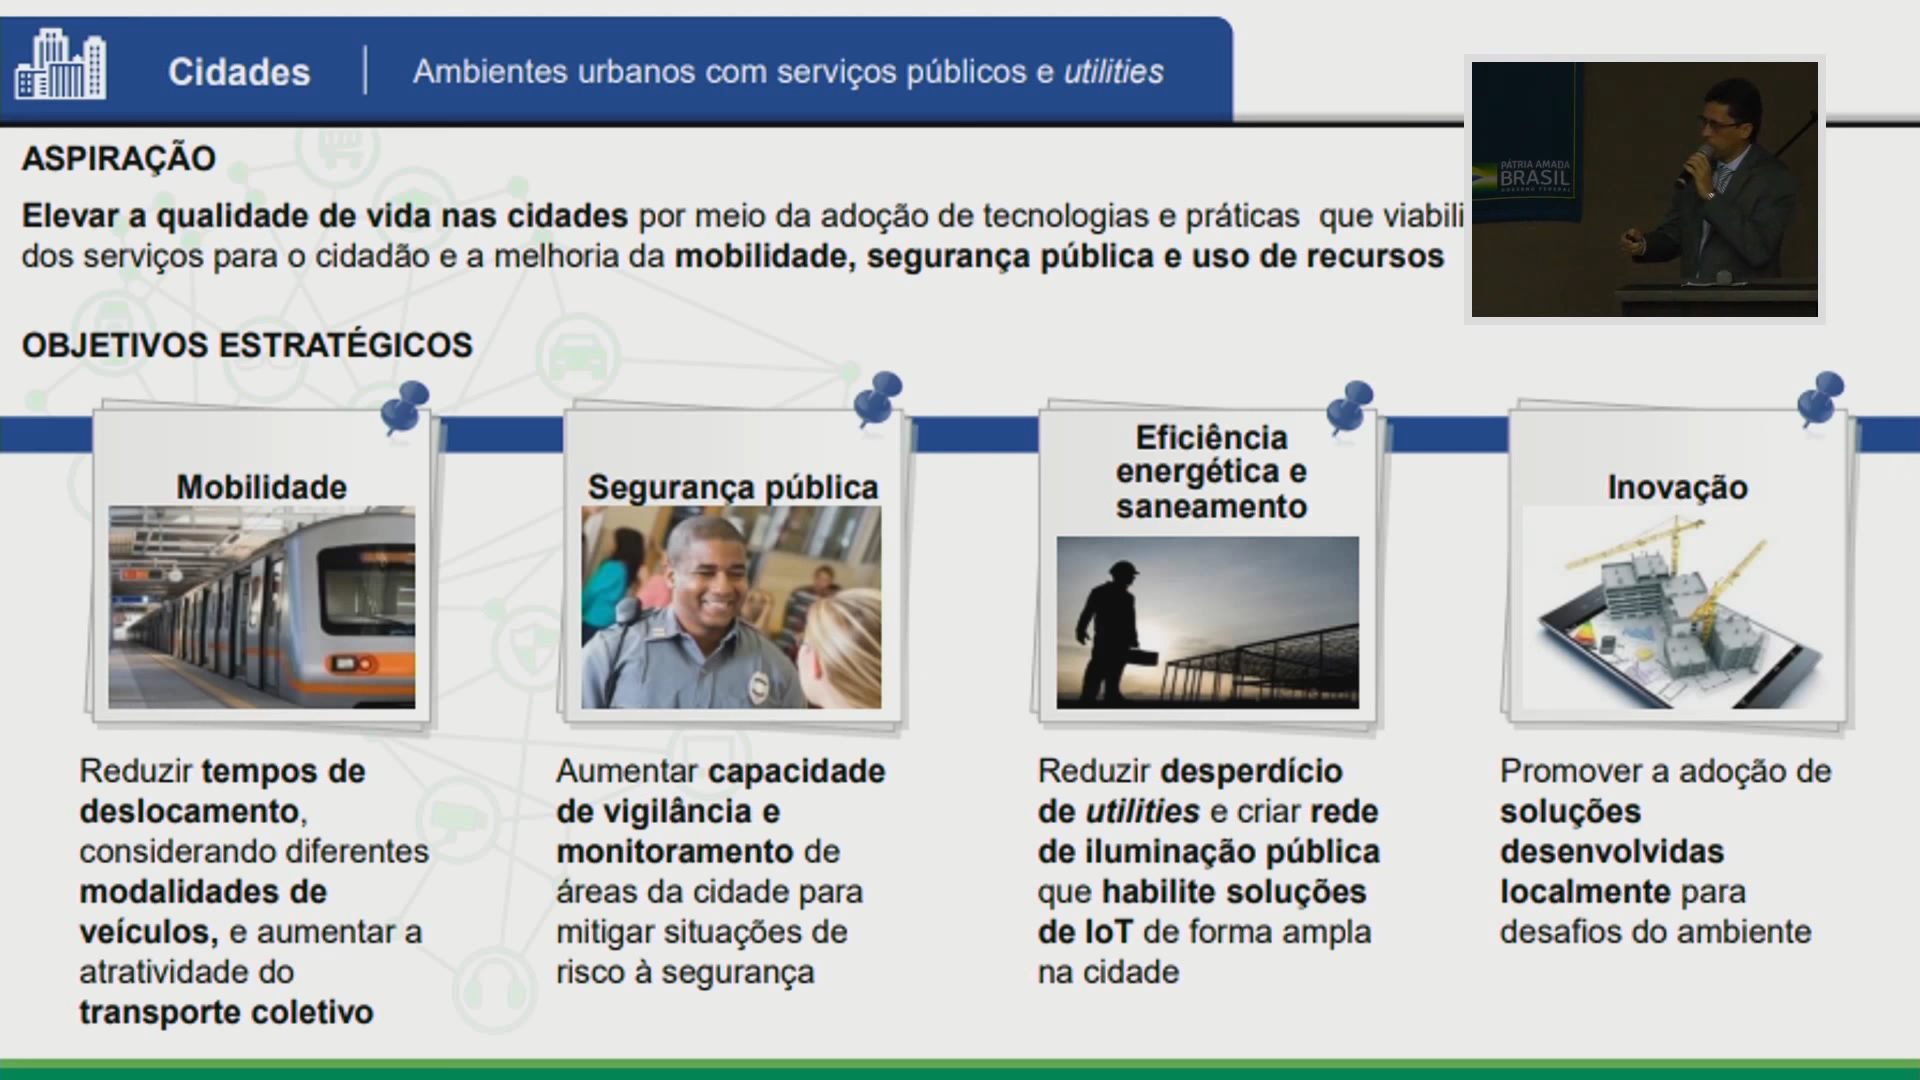 Cidades
Ambientes urbanos com serviços públicos e utilities
ASPIRAÇÃO
Elevar a qualidade de vida nas cidades por meio da adoção de tecnologias e práticas que
dos serviços para o cidadão e a melhoria da mobilidade, segurança pública e uso de recursos
PÁTRIA AMADA
BRASIL
GOVERNO FEDERAL
OBJETIVOS ESTRATÉGICOS
Mobilidade
Reduzir tempos de
deslocamento,
considerando diferentes
modalidades de
veículos, e aumentar a
atratividade do
transporte coletivo
Segurança pública
Aumentar capacidade
de vigilância e
monitoramento de
áreas da cidade para
mitigar situações de
risco à segurança
Eficiência
energética e
saneamento
Reduzir desperdício
de utilities e criar rede
de iluminação pública
que habilite soluções
de IoT de forma ampla
na cidade
Inovação
Promover a adoção de
soluções
desenvolvidas
localmente para
desafios do ambiente